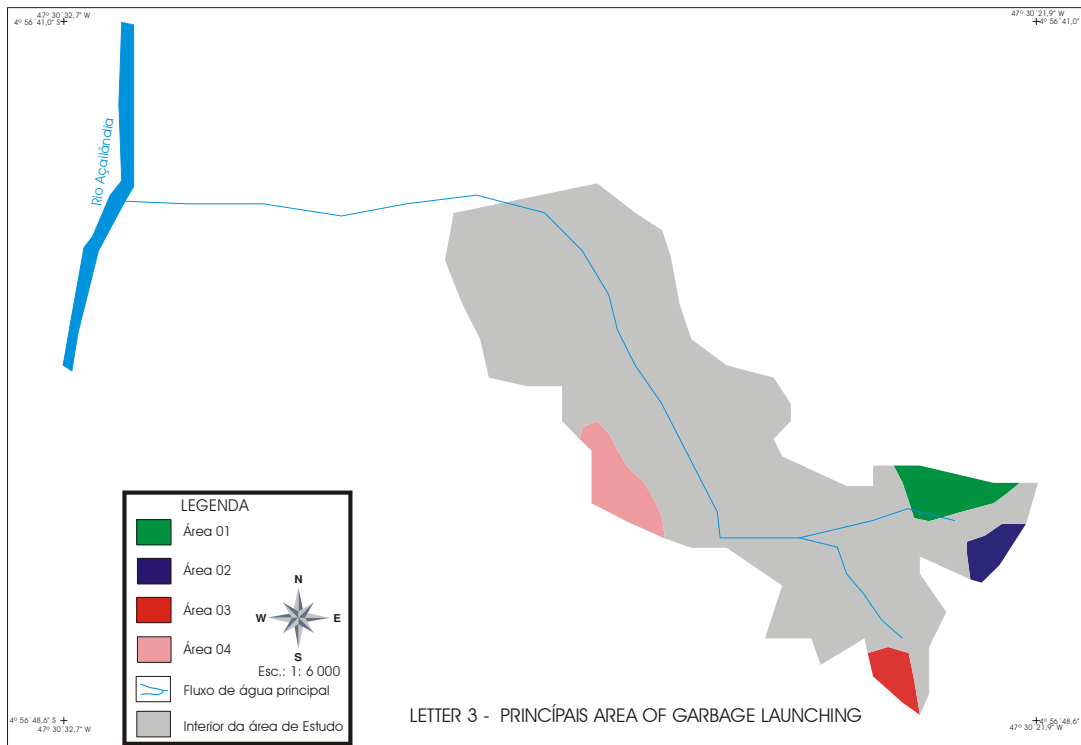 47° 30´32,7" W
4° 56´41,0" S
47° 30´21,9" W
4° 56´41,0"
Rio Açailândia
LEGENDA
Área 01
Área 02
Área 03
Área 04
N
W
E
S
Esc.: 1: 6 000
Fluxo de água principal
Interior da área de Estudo
LETTER 3 - PRINCÍPAIS AREA OF GARBAGE LAUNCHING
4° 56´48,6" S
47° 30´32,7" W
4° 56´48,6"
47° 30´21,9" W